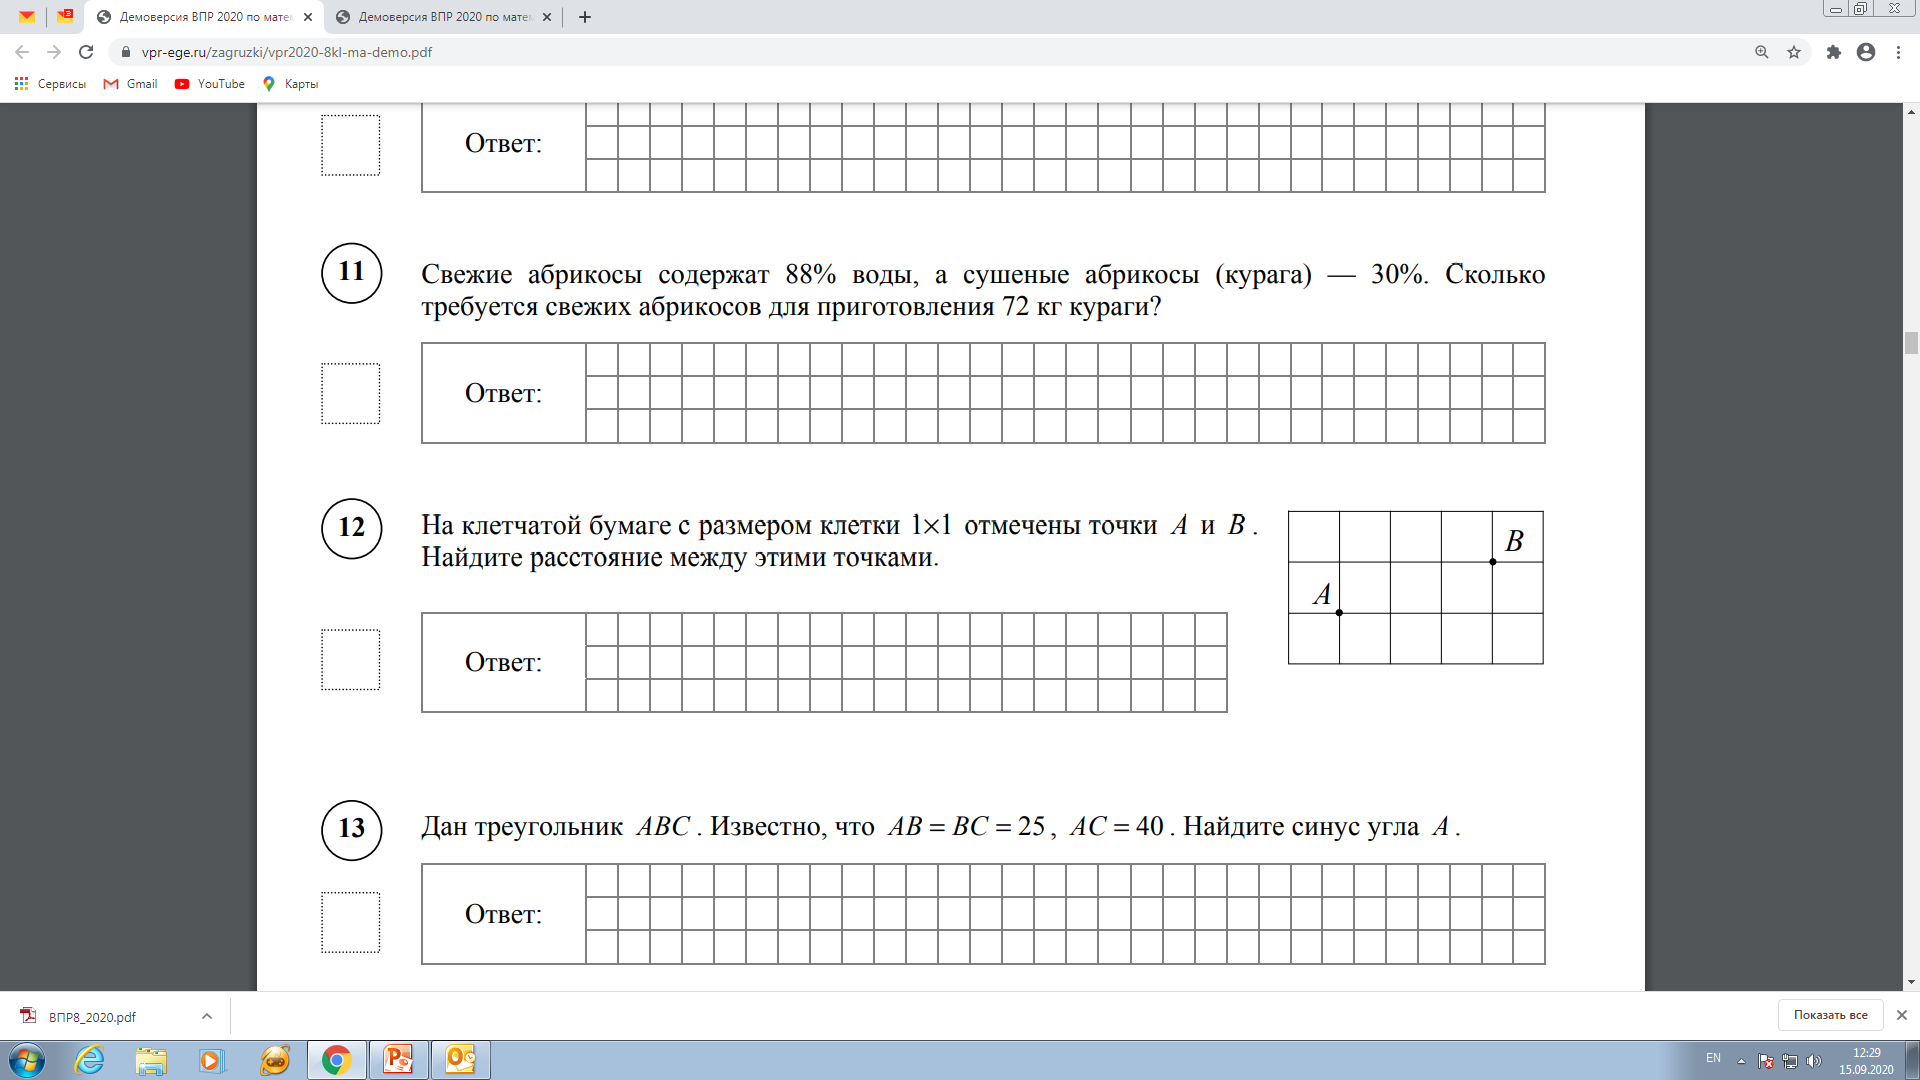 Демоверсия ВПР 2020 по матем
Демоверсия ВПР 2020 по матем
vpr-ege.ru/zagruzki/vpr2020-8kl-ma-demo.pdf
Сервисы Gmail YouTube Карты
Ответ:
11 Свежие абрикосы содержат 88% воды, а сушеные абрикосы (курага) — 30%. Сколько
требуется свежих абрикосов для приготовления 72 кг кураги?
Ответ:
12 На клетчатой бумаге с размером клетки 1×1 отмечены точки A и B .
Найдите расстояние между этими точками.
B
A
Ответ:
13 Дан треугольник ABC . Известно, что AB = BC = 25 , AC = 40 . Найдите синус угла A .
Ответ:
ВПР8_2020.pdf
Показать все
EN
12:29
15.09.2020